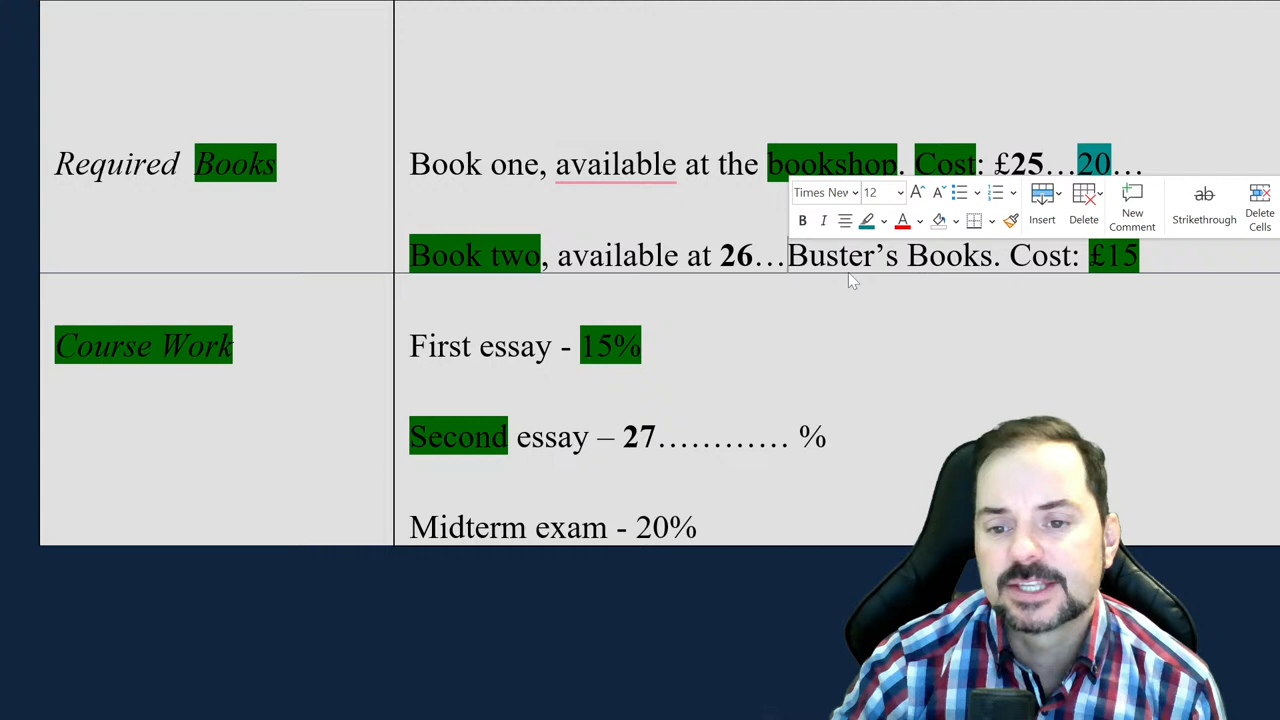 Required Books
Book one, available at the bookshop. Cost: £25…20…
Times Nev 12
Insert Delete New Comment Strikethrough Delete Cells
B I A
Book two, available at 26…Buster’s Books. Cost: £15
Course Work
First essay - 15%
Second essay – 27………… %
Midterm exam - 20%